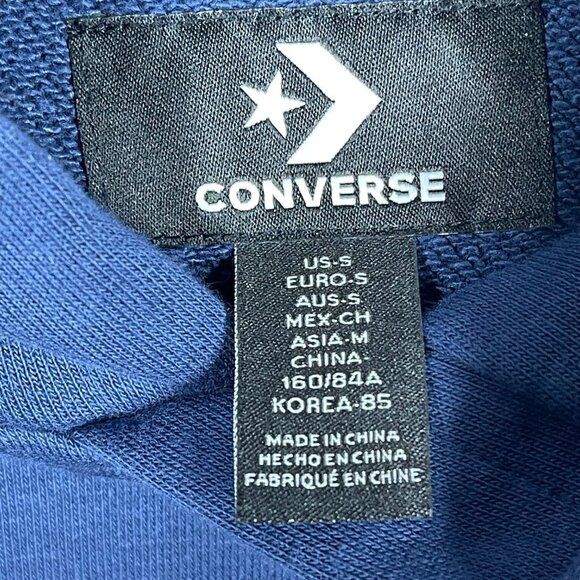 CONVERSE
US-S
EURO-S
AUS-S
MEX-CH
ASIA-M
CHINA-
160/84A
KOREA-85
MADE IN CHINA
HECHO EN CHINA
FABRIQUÉ EN CHINE